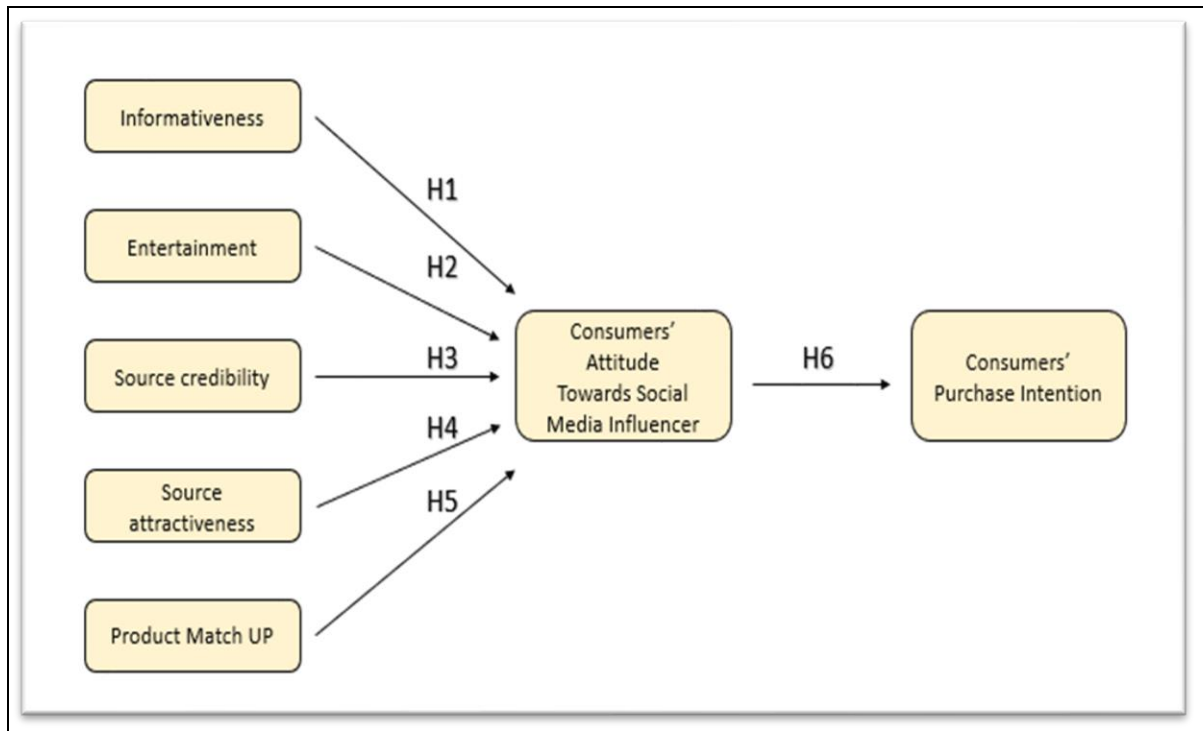 Informativeness
H1
Entertainment
H2
Source credibility
H3
Consumers'
Attitude
Towards Social
Media Influencer
H6
Consumers'
Purchase Intention
H4
Source
attractiveness
H5
Product Match UP